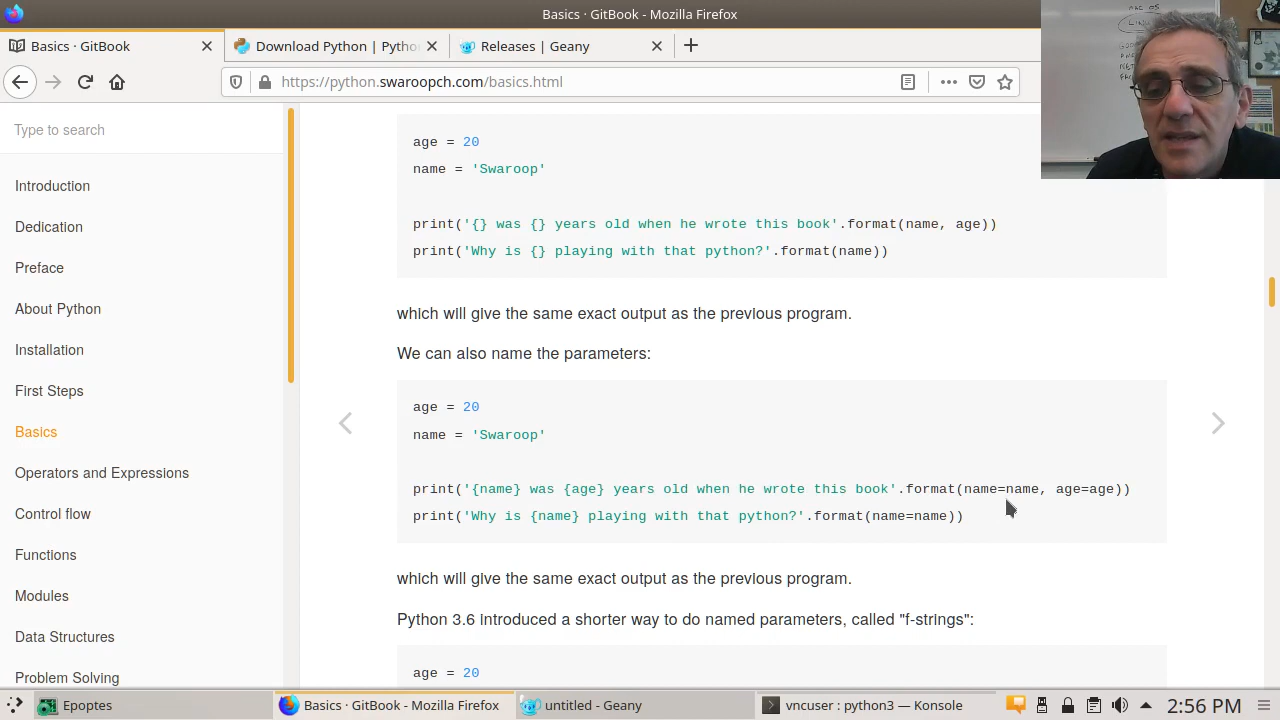 Basics · GitBook - Mozilla Firefox
Basics · GitBook
Download Python | Pytho
Releases | Geany
https://python.swaroopch.com/basics.html
Type to search
Introduction
Dedication
Preface
About Python
Installation
First Steps
Basics
Operators and Expressions
Control flow
Functions
Modules
Data Structures
Problem Solving
age = 20
name = 'Swaroop'
print('{} was {} years old when he wrote this book'.format(name, age))
print('Why is {} playing with that python?'.format(name))
which will give the same exact output as the previous program.
We can also name the parameters:
age = 20
name = 'Swaroop'
print('{name} was {age} years old when he wrote this book'.format(name=name, age=age))
print('Why is {name} playing with that python?'.format(name=name))
which will give the same exact output as the previous program.
Python 3.6 introduced a shorter way to do named parameters, called "f-strings":
age = 20
Epoptes
Basics · GitBook - Mozilla Firefox
untitled - Geany
vncuser : python3 — Konsole
2:56 PM